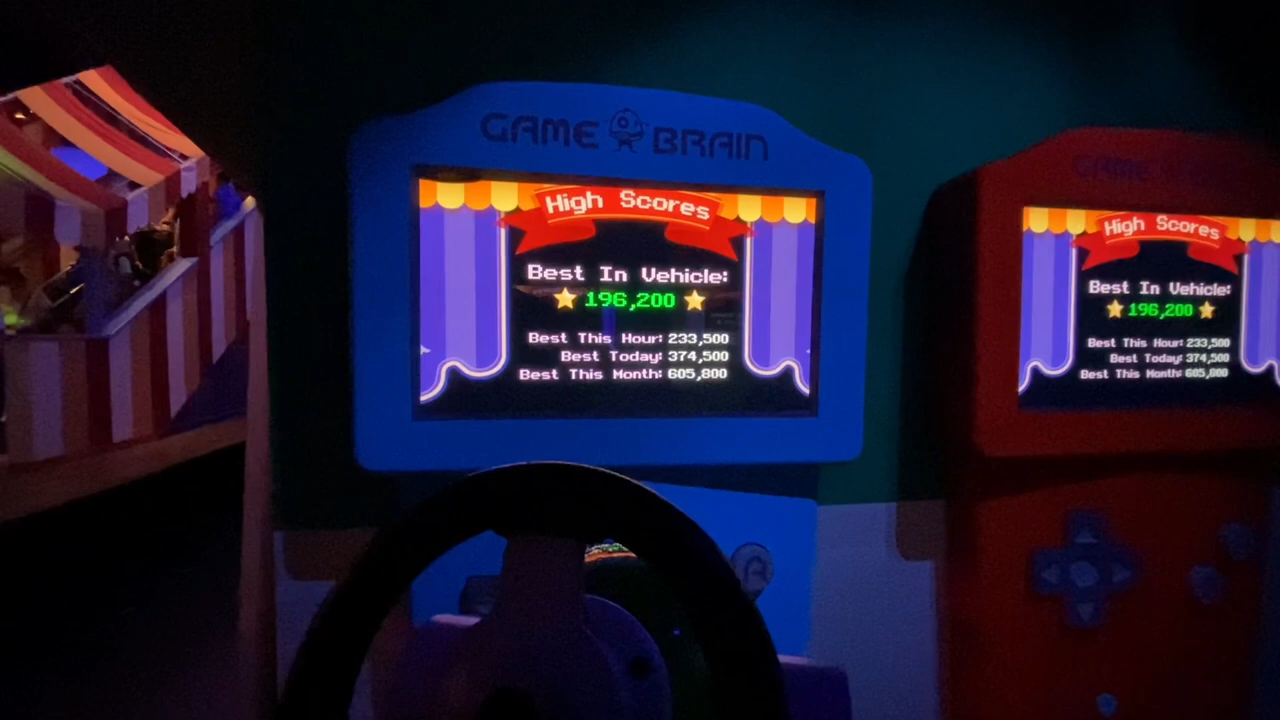 GAME BRAIN
High Scores
Best In Vehicle:
196,200
Best This Hour: 233,500
Best Today: 374,500
Best This Month: 605,800
GAME
High Scores
Best In Vehicle:
196,200
Best This Hour: 233,500
Best Today: 374,500
Best This Month: 605,800